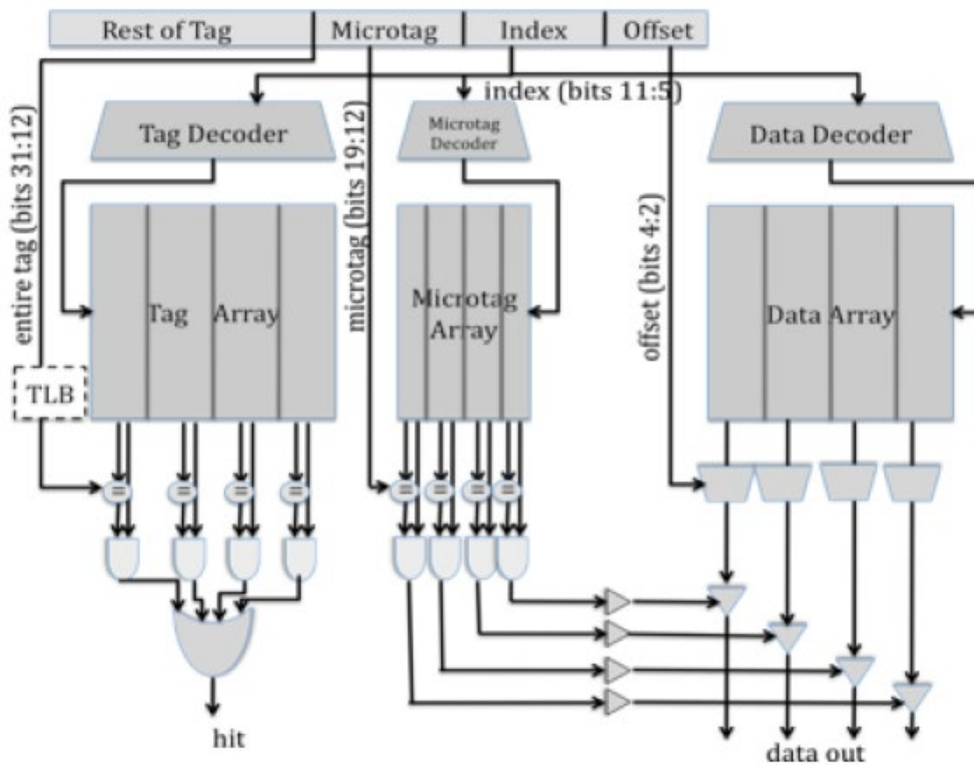 Rest of Tag
Microtag
Index
Offset
index (bits 11:5)
Tag Decoder
Microtag
Decoder
Data Decoder
entire tag (bits 31:12)
microtag (bits 19:12)
offset (bits 4:2)
Tag Array
Microtag
Array
Data Array
TLB
=
=
=
=
=
=
=
=
hit
data out